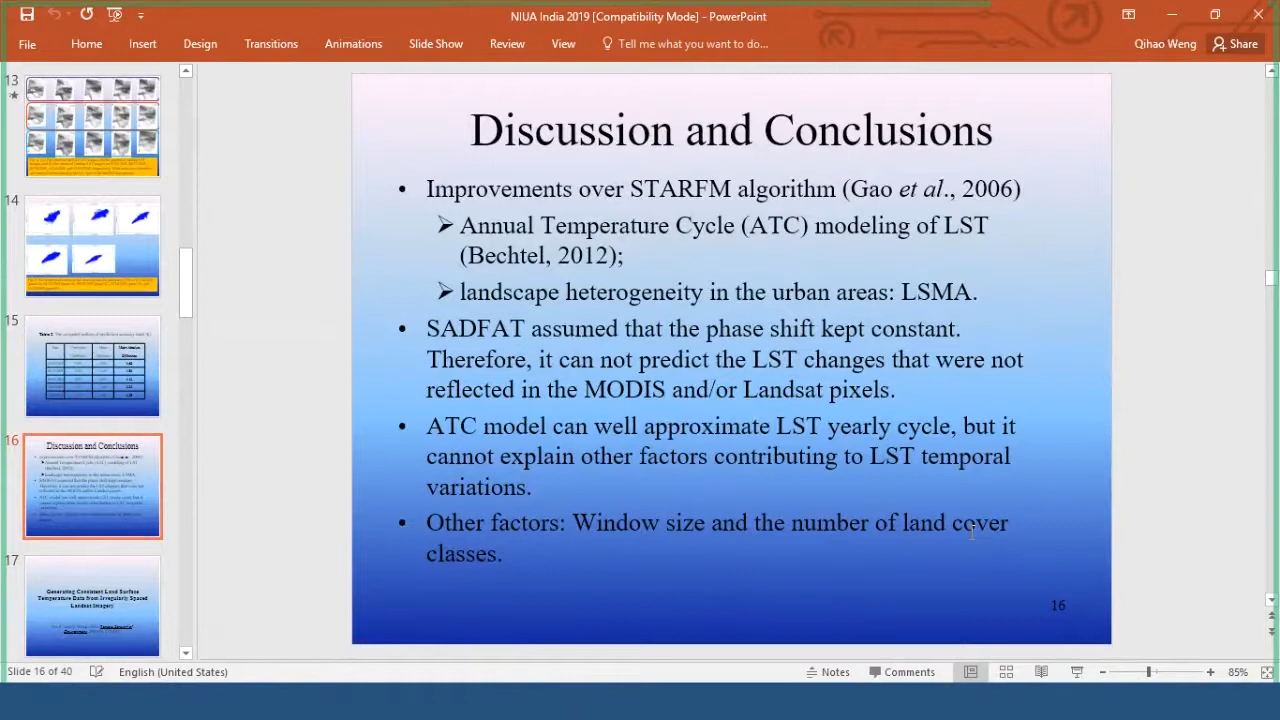 NIUA India 2019 [Compatibility Mode] - PowerPoint
File Home Insert Design Transitions Animations Slide Show Review View Tell me what you want to do... Qihao Weng Share
13
14
15
16
Discussion and Conclusions
17
Generating Consistent Land Surface
Temperature Data from Irregularly Spaced
Landsat Imagery
Discussion and Conclusions
• Improvements over STARFM algorithm (Gao et al., 2006)
➢ Annual Temperature Cycle (ATC) modeling of LST
(Bechtel, 2012);
➢ landscape heterogeneity in the urban areas: LSMA.
• SADFAT assumed that the phase shift kept constant.
Therefore, it can not predict the LST changes that were not
reflected in the MODIS and/or Landsat pixels.
• ATC model can well approximate LST yearly cycle, but it
cannot explain other factors contributing to LST temporal
variations.
• Other factors: Window size and the number of land cover
classes.
16
Slide 16 of 40 English (United States) Notes Comments 85%